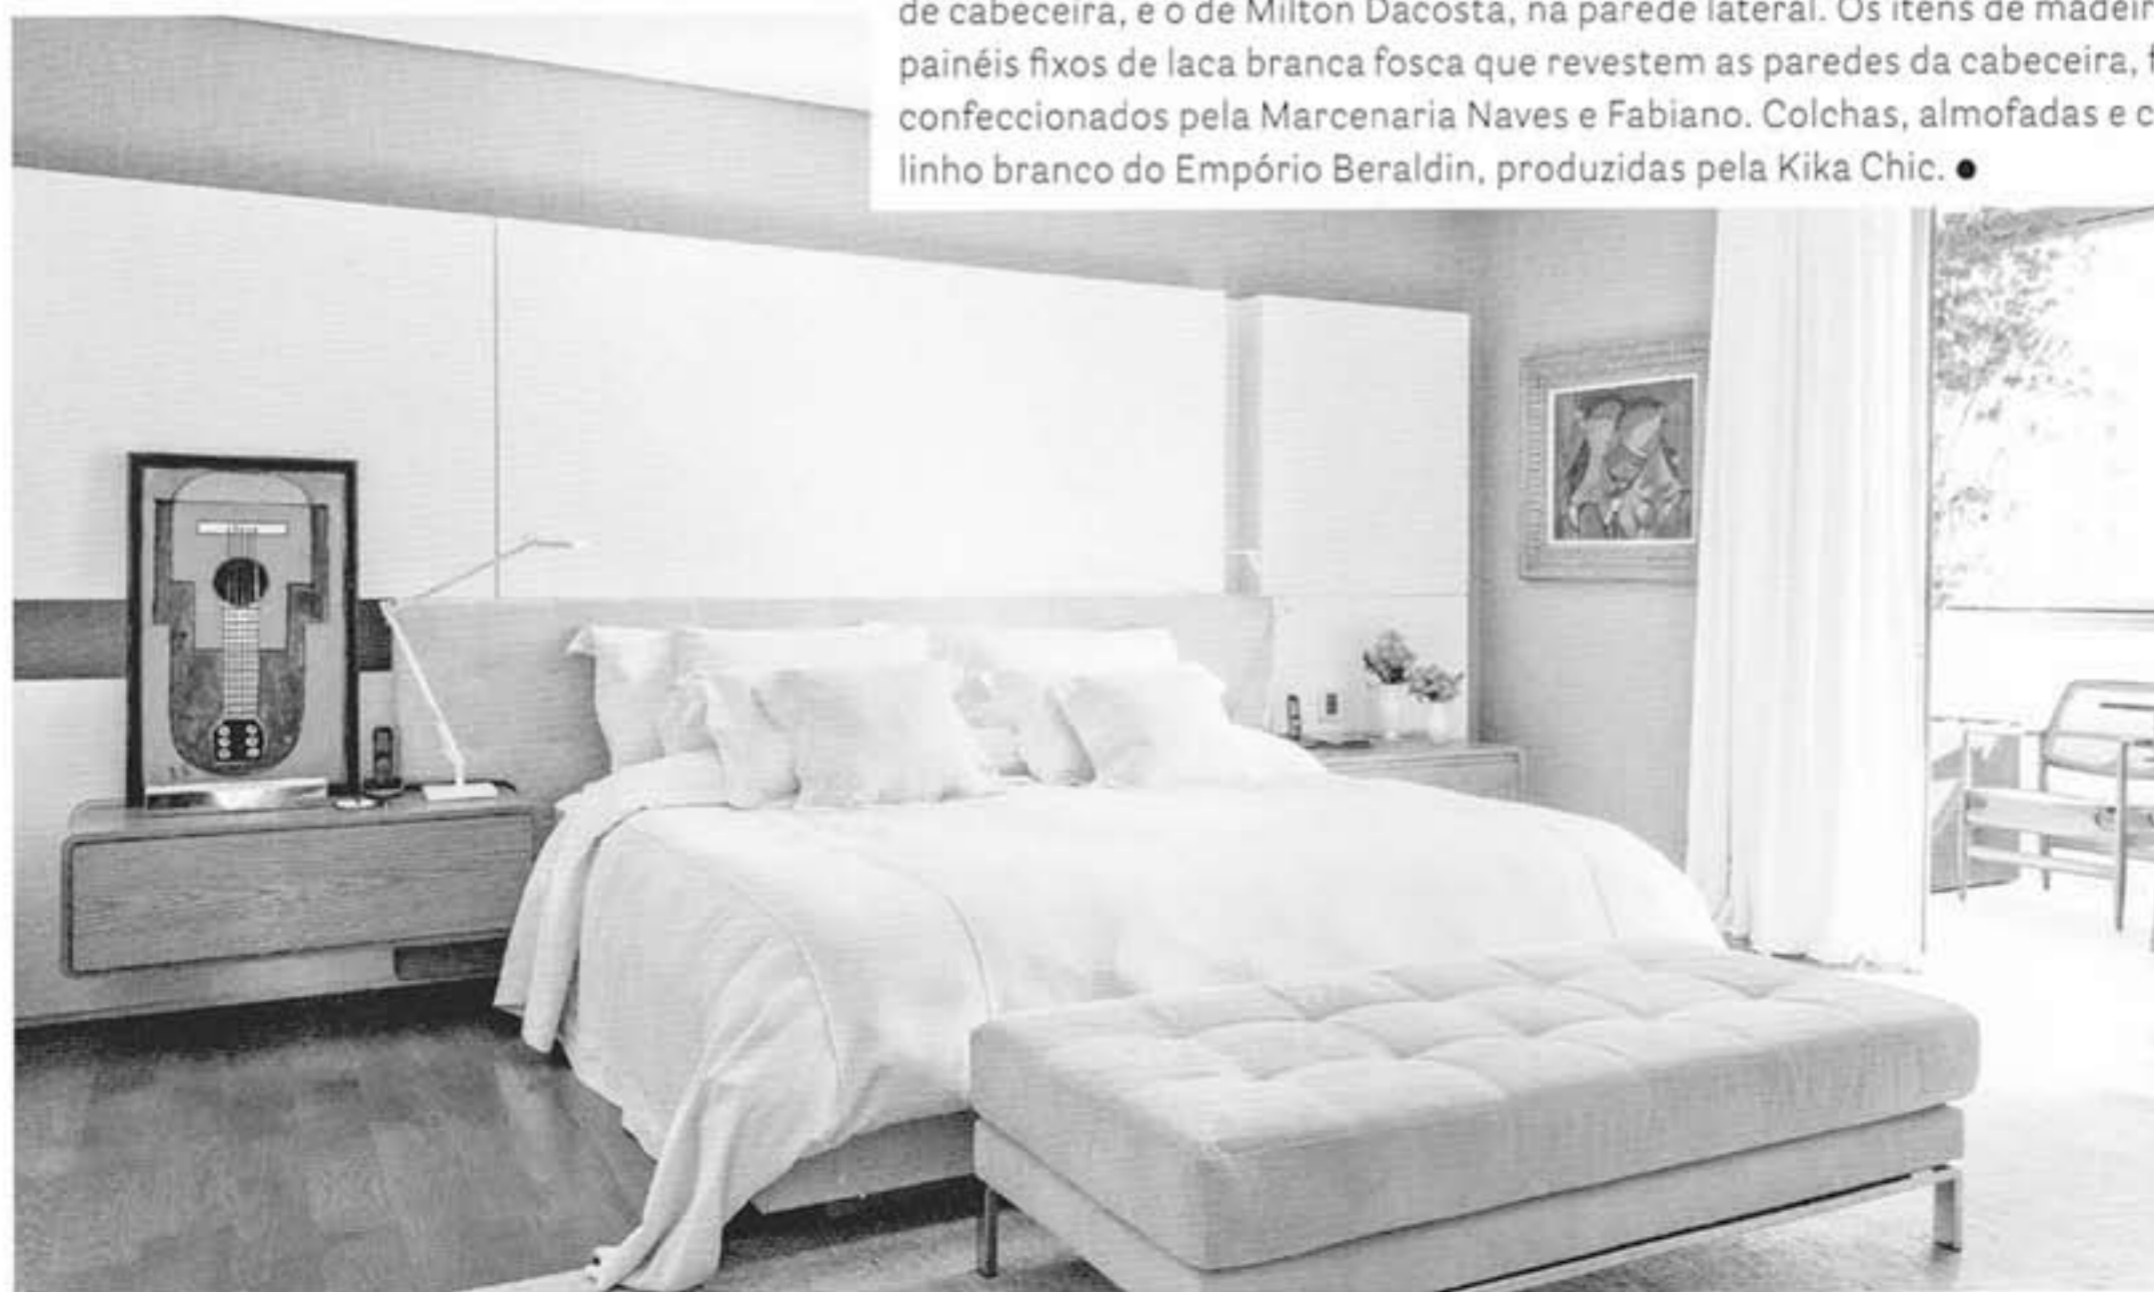 de cabeceira, e o de Milton Dacosta, na parede lateral. Os itens de
painéis fixos de laca branca fosca que revestem as paredes da cabeceira,
confeccionados pela Marcenaria Naves e Fabiano. Colchas, almofadas e
linho branco do Empório Beraldin, produzidas pela Kika Chic. ●